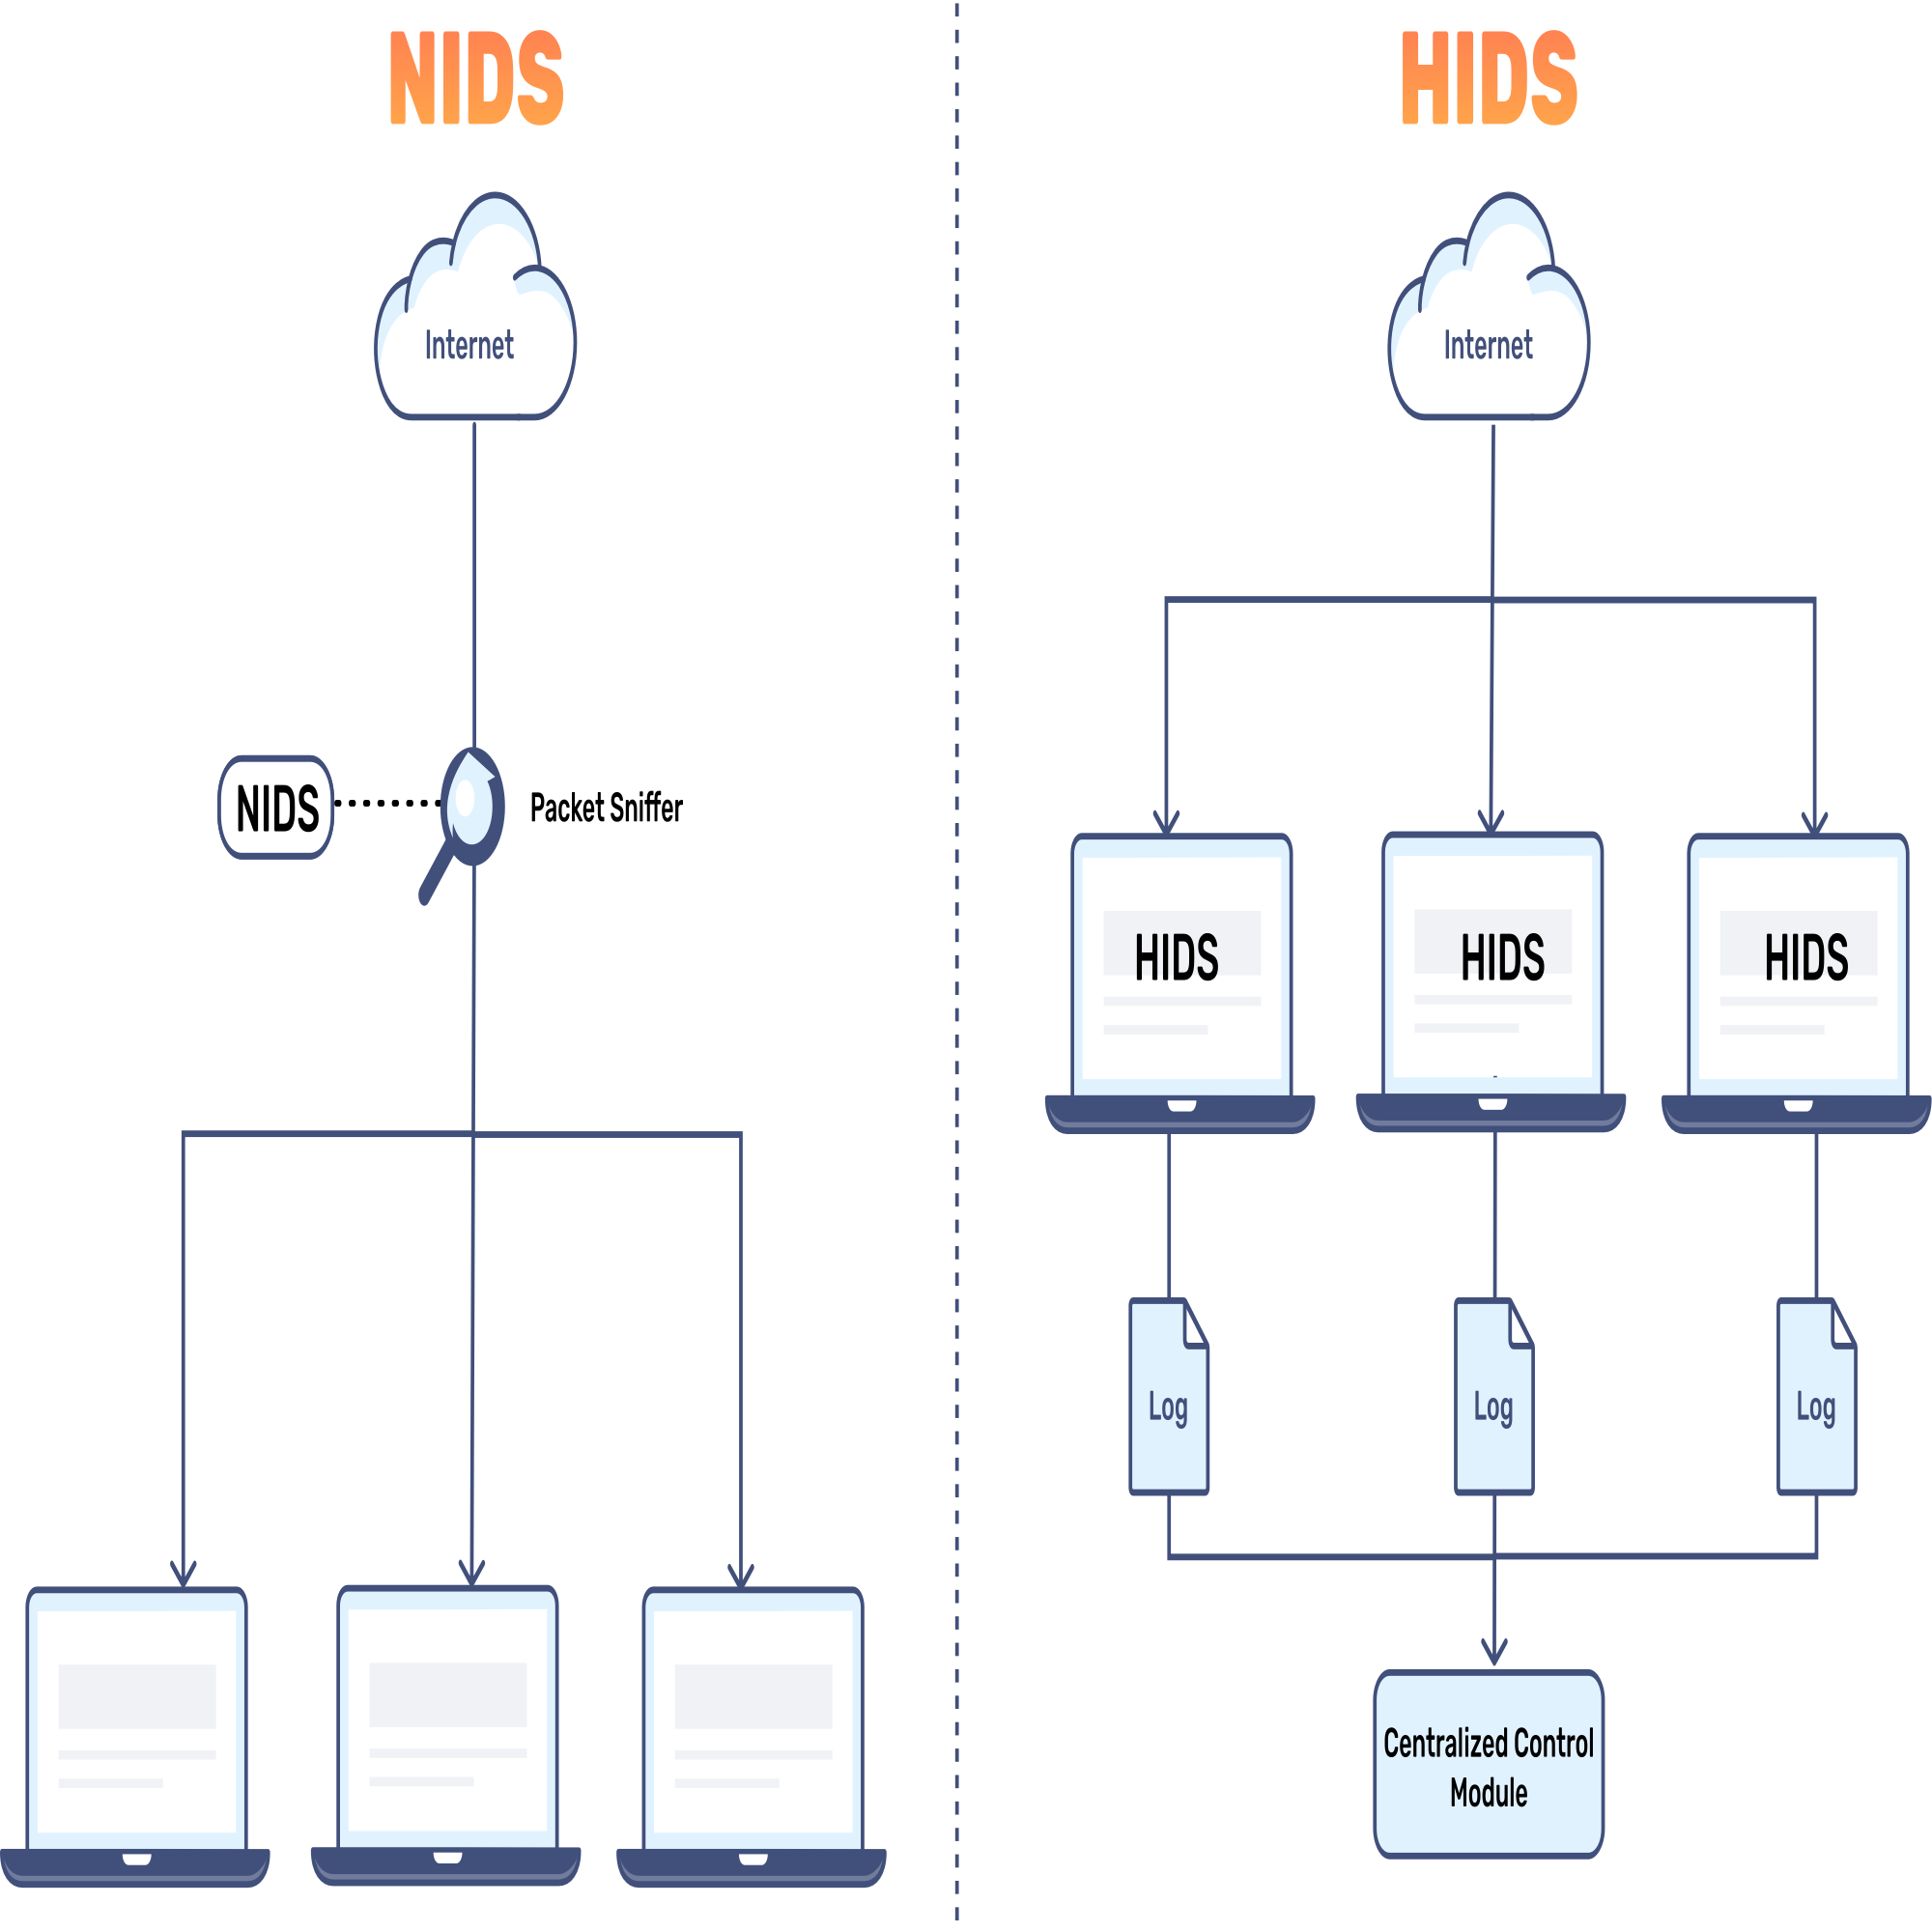 NIDS
Internet
NIDS
Packet Sniffer
HIDS
Internet
HIDS
HIDS
HIDS
Log
Log
Log
Centralized Control
Module